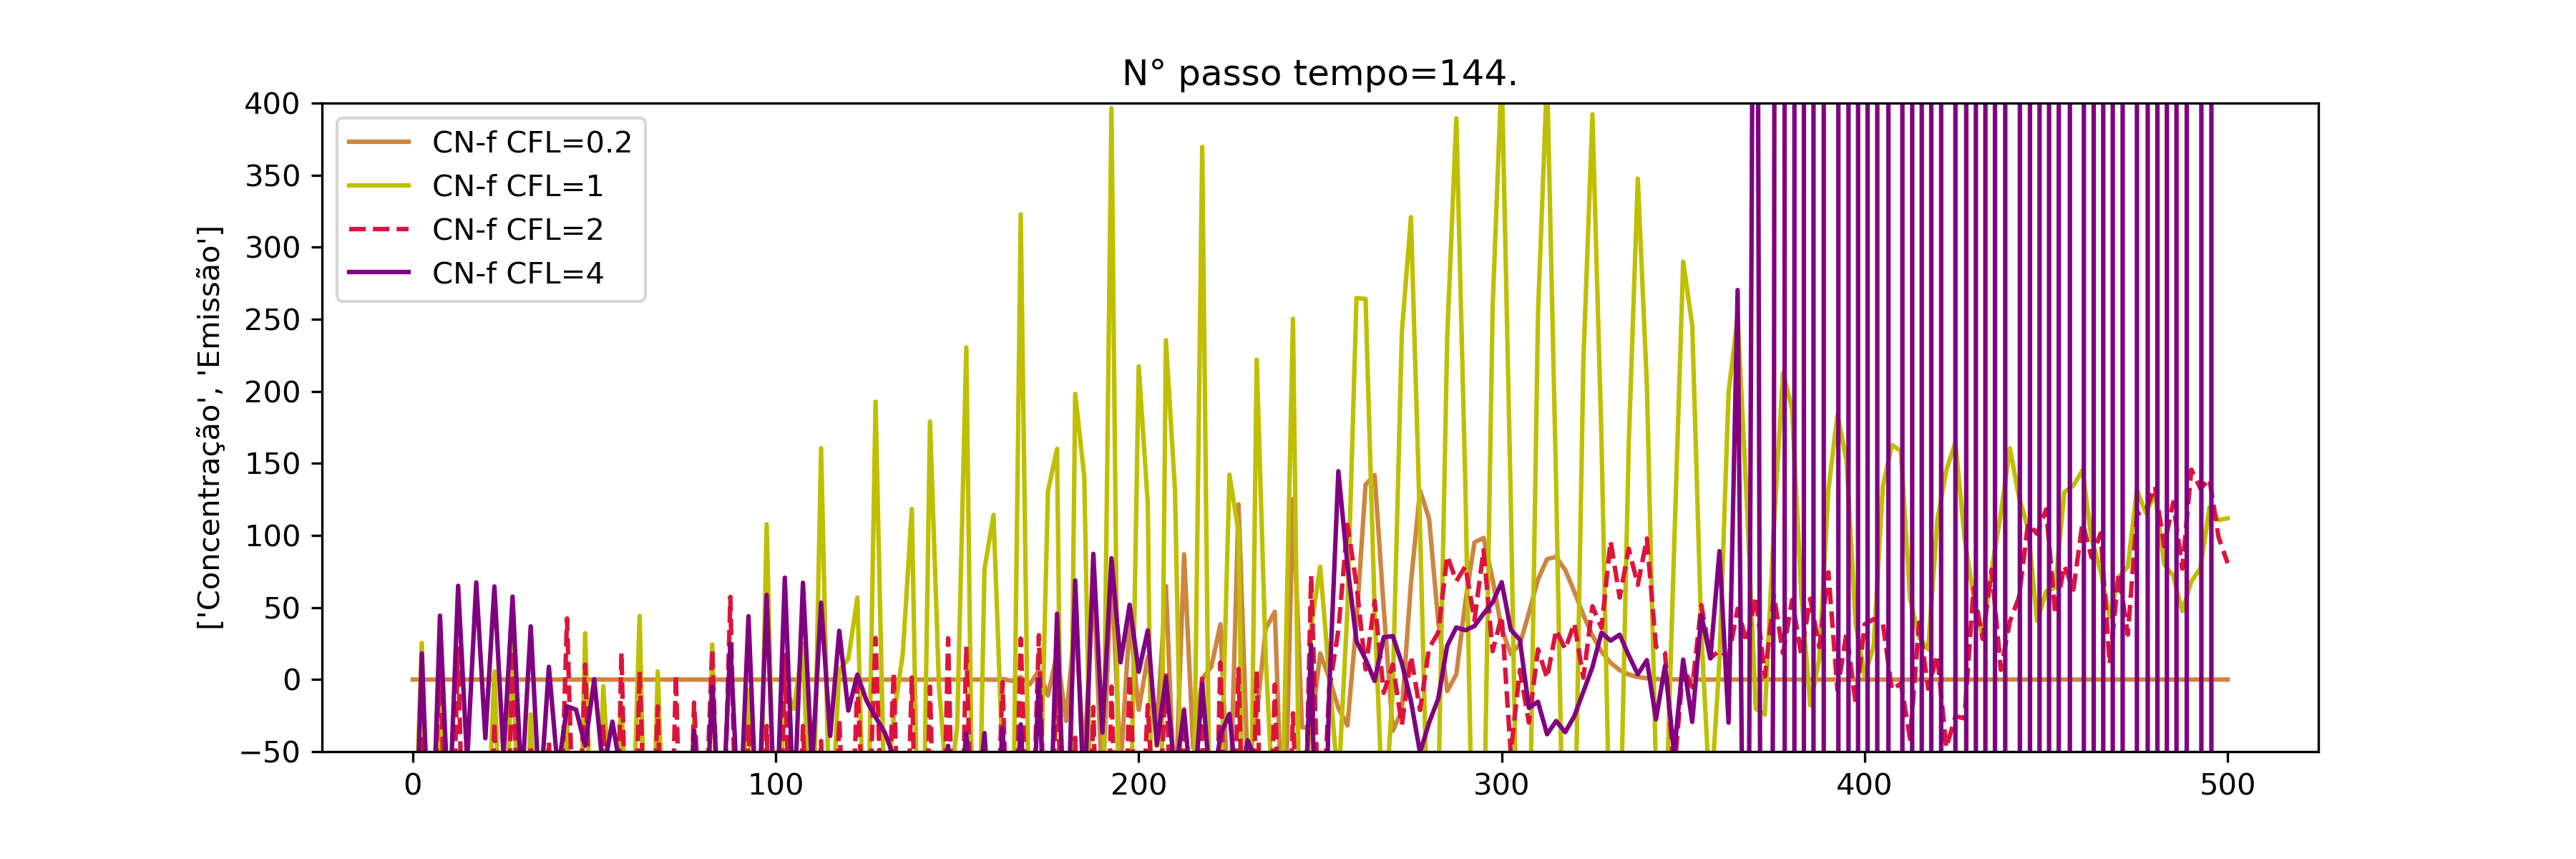 N° passo tempo=144.
400
350
300
250
200
150
100
50
0
−50
['Concentração', 'Emissão']
CN-f CFL=0.2
CN-f CFL=1
CN-f CFL=2
CN-f CFL=4
0 100 200 300 400 500